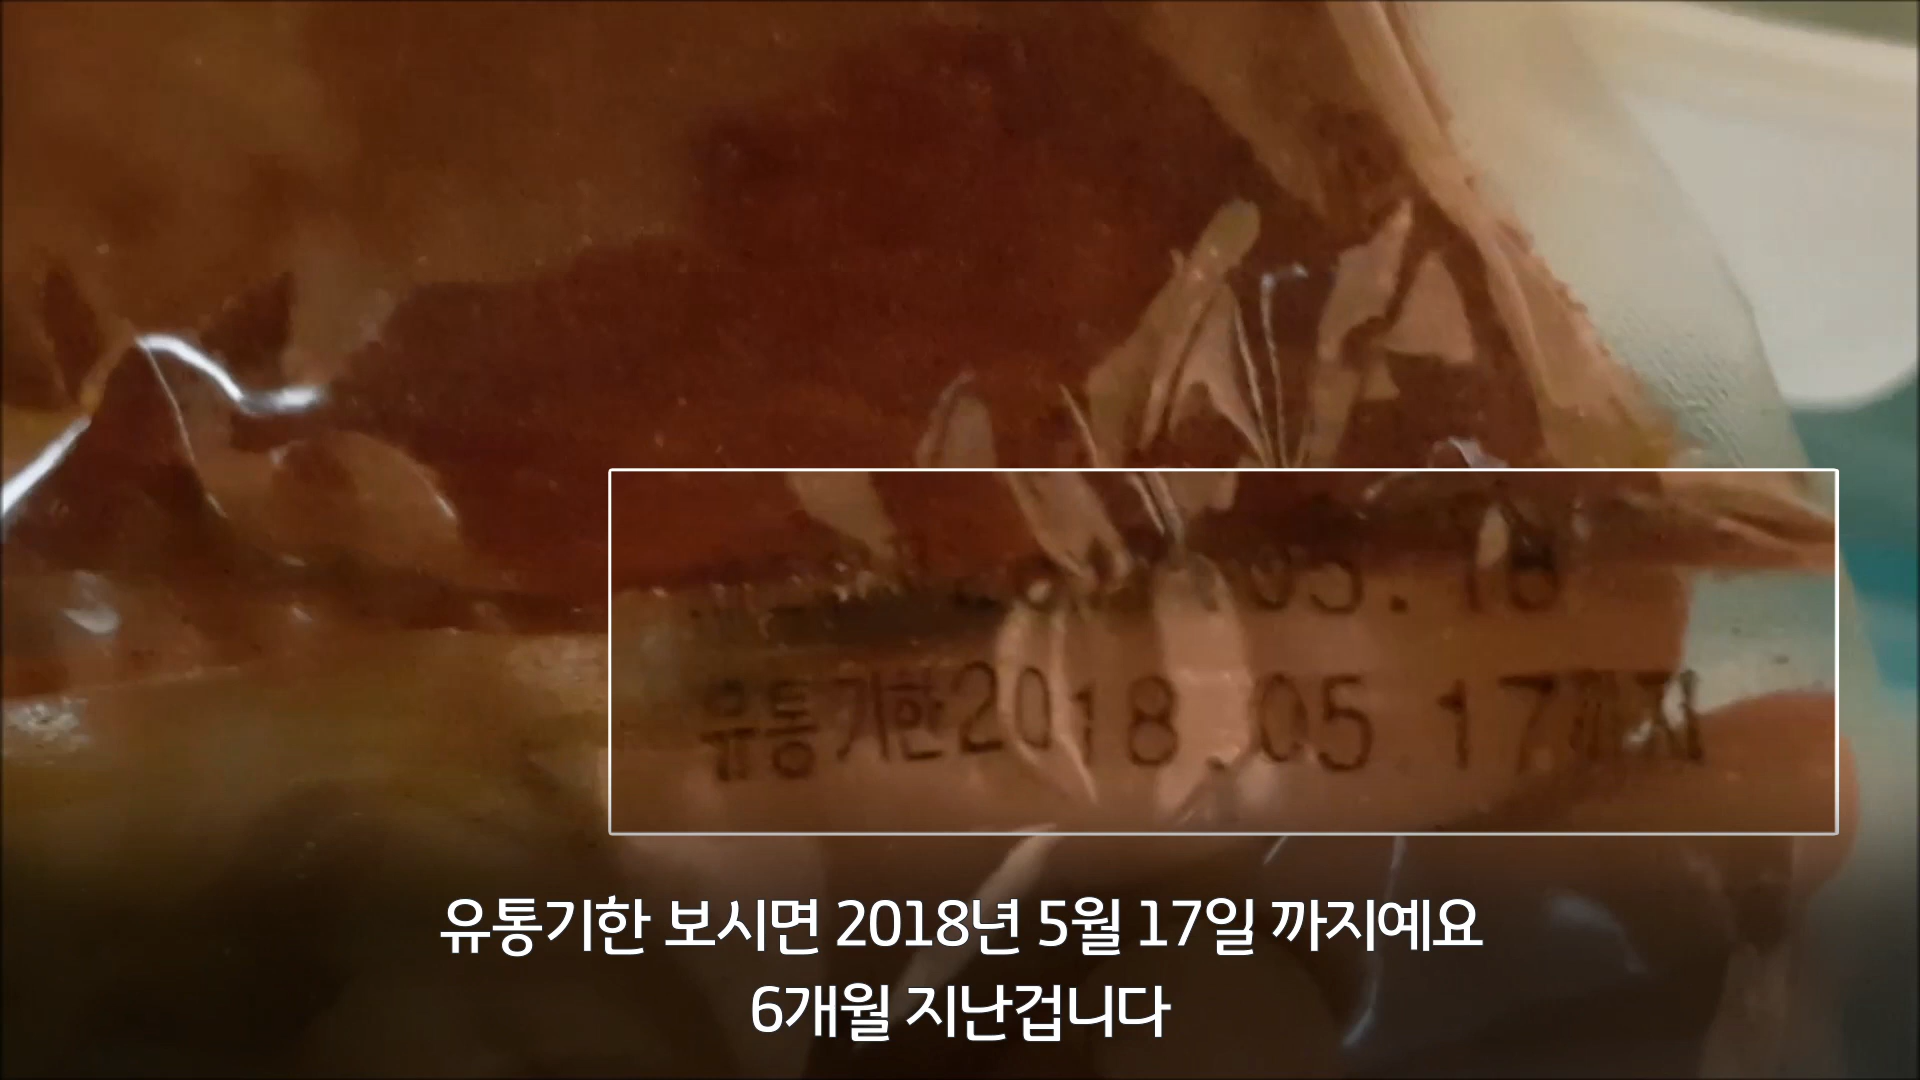 05.18
유통기한2018.05.17까지
유통기한 보시면 2018년 5월 17일 까지예요
6개월 지난겁니다